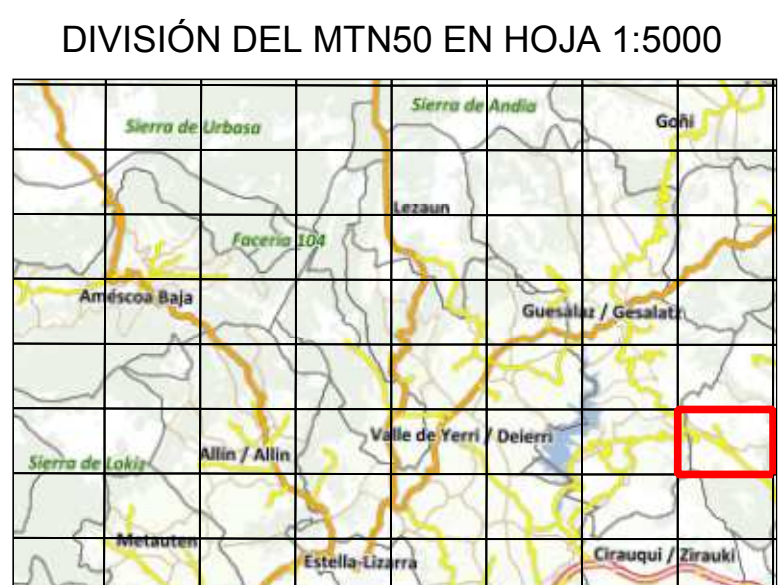 DIVISIÓN DEL MTN50 EN HOJA 1:5000
Sierra de Andia
Goñi
Sierra de Urbasa
Lezaun
Facería 104
Améscoa Baja
Guesálaz / Gesalatz
Valle de Yerri / Deierri
Allín / Allin
Sierra de Lokiz
Metauten
Estella-Lizarra
Cirauqui / Zirauki